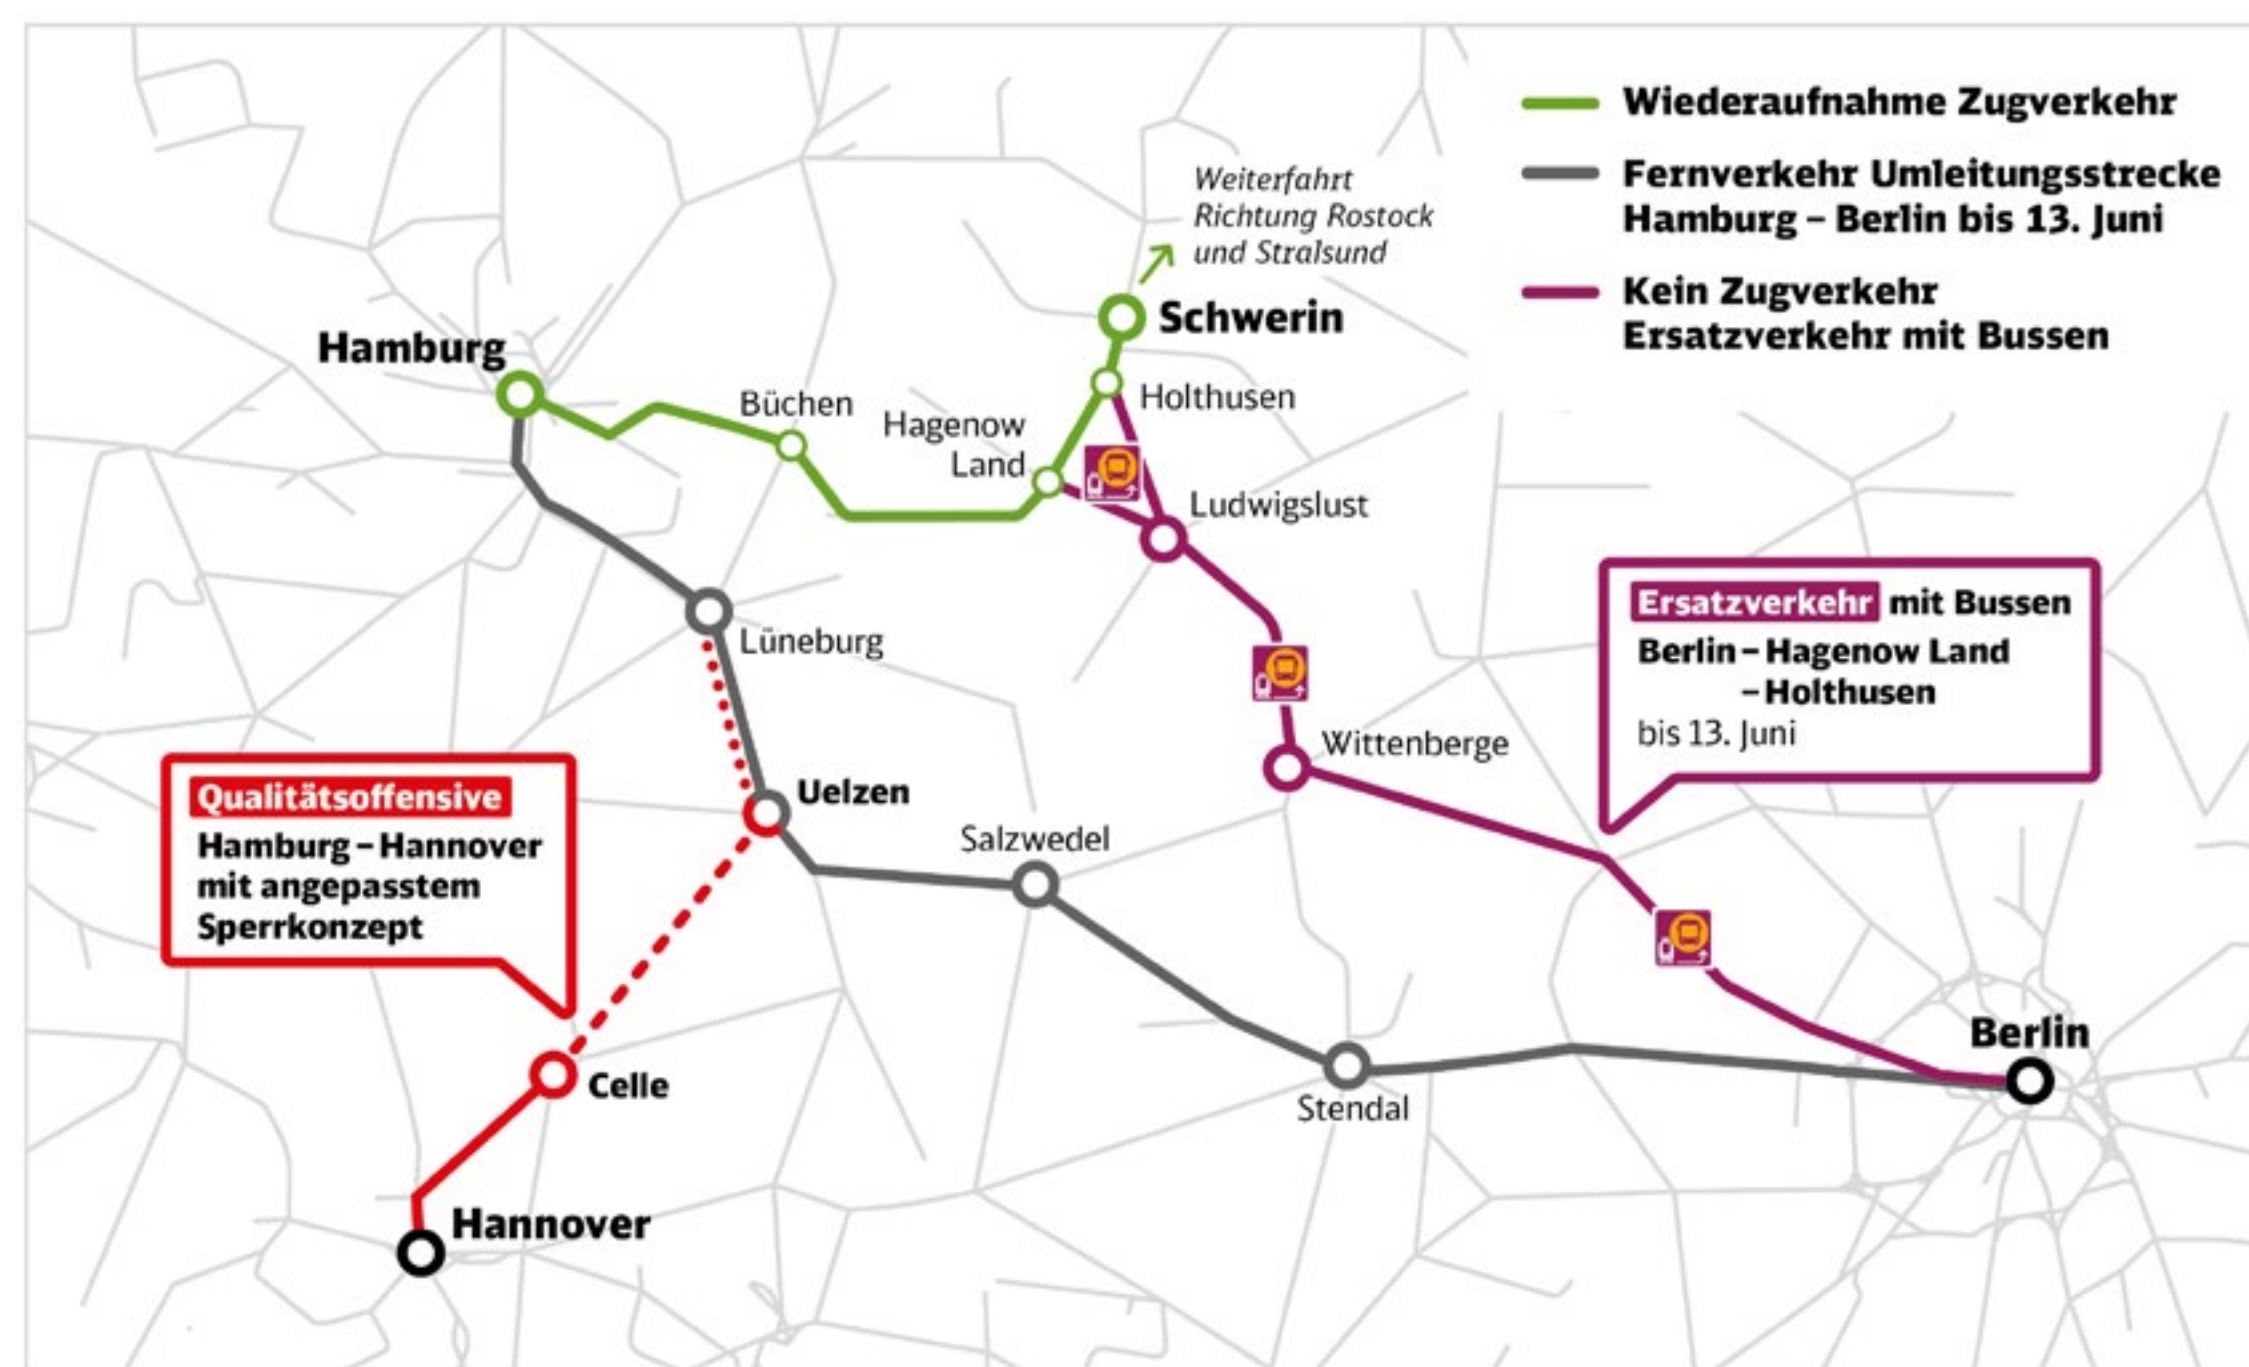 Wiederaufnahme Zugverkehr
Fernverkehr Umleitungsstrecke
Hamburg – Berlin bis 13. Juni
Kein Zugverkehr
Ersatzverkehr mit Bussen
Weiterfahrt
Richtung Rostock
und Stralsund
Schwerin
Hamburg
Holthusen
Büchen
Hagenow
Land
Ludwigslust
Ersatzverkehr mit Bussen
Berlin – Hagenow Land
– Holthusen
bis 13. Juni
Lüneburg
Wittenberge
Uelzen
Qualitätsoffensive
Hamburg – Hannover
mit angepasstem
Sperrkonzept
Salzwedel
Berlin
Celle
Stendal
Hannover